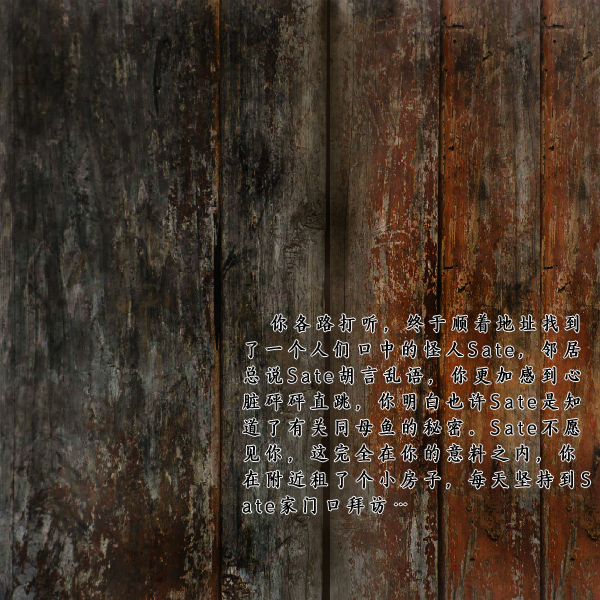 你各路打听，终于顺着地址找到
了一个人们口中的怪人Sate，邻居
总说Sate胡言乱语，你更加感到心
脏砰砰直跳，你明白也许Sate是知
道了有关同母鱼的秘密。Sate不愿
见你，这完全在你的意料之内，你
在附近租了个小房子，每天坚持到S
ate家门口拜访…